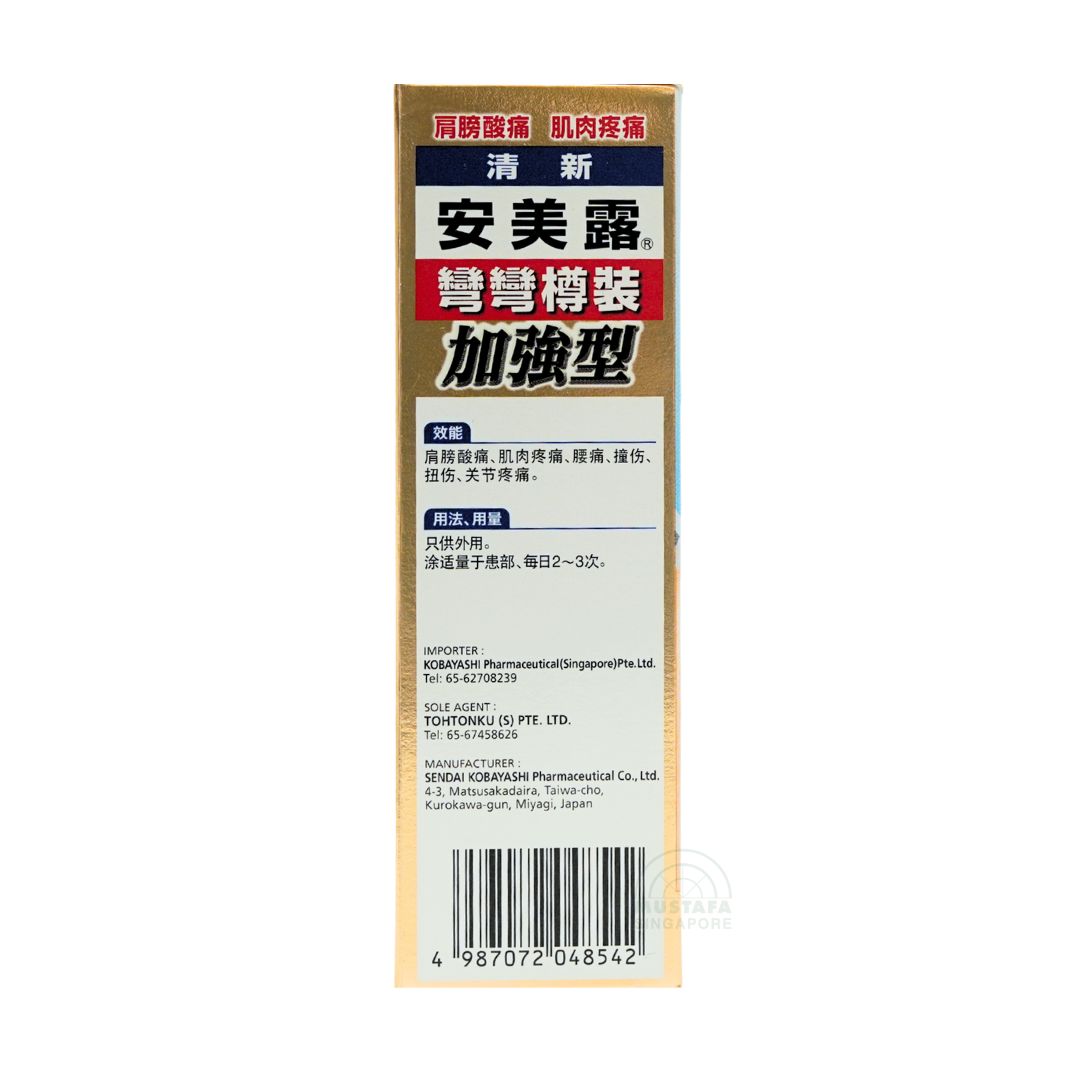 肩膀酸痛 肌肉疼痛
清 新
安美露®
彎彎樽裝
加強型
效能
肩膀酸痛、肌肉疼痛、腰痛、撞伤、
扭伤、关节疼痛。
用法、用量
只供外用。
涂适量于患部、每日2～3次。
IMPORTER :
KOBAYASHI Pharmaceutical(Singapore)Pte.Ltd.
Tel: 65-62708239
SOLE AGENT :
TOHTONKU (S) PTE. LTD.
Tel: 65-67458626
MANUFACTURER :
SENDAI KOBAYASHI Pharmaceutical Co., Ltd.
4-3, Matsusakadaira, Taiwa-cho,
Kurokawa-gun, Miyagi, Japan
4 987072 048542
MUSTAFA
SINGAPORE